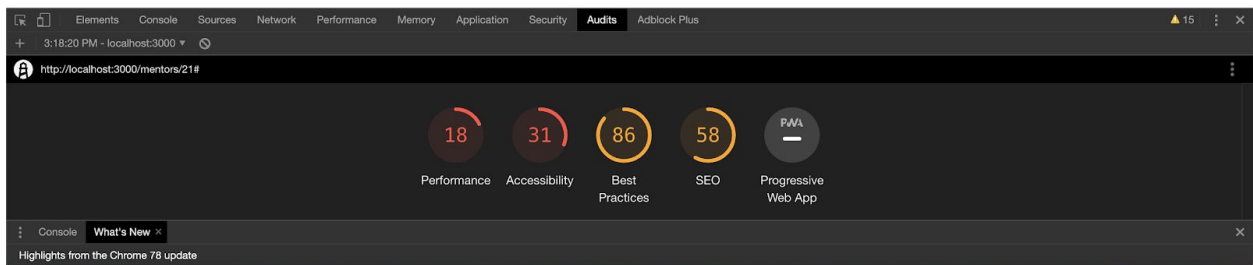 Elements Console Sources Network Performance Memory Application Security Audits Adblock Plus 15
3:18:20 PM - localhost:3000
http://localhost:3000/mentors/21#
18 31 86 58 PWA
Performance Accessibility Best Practices SEO Progressive Web App
Console What's New
Highlights from the Chrome 78 update